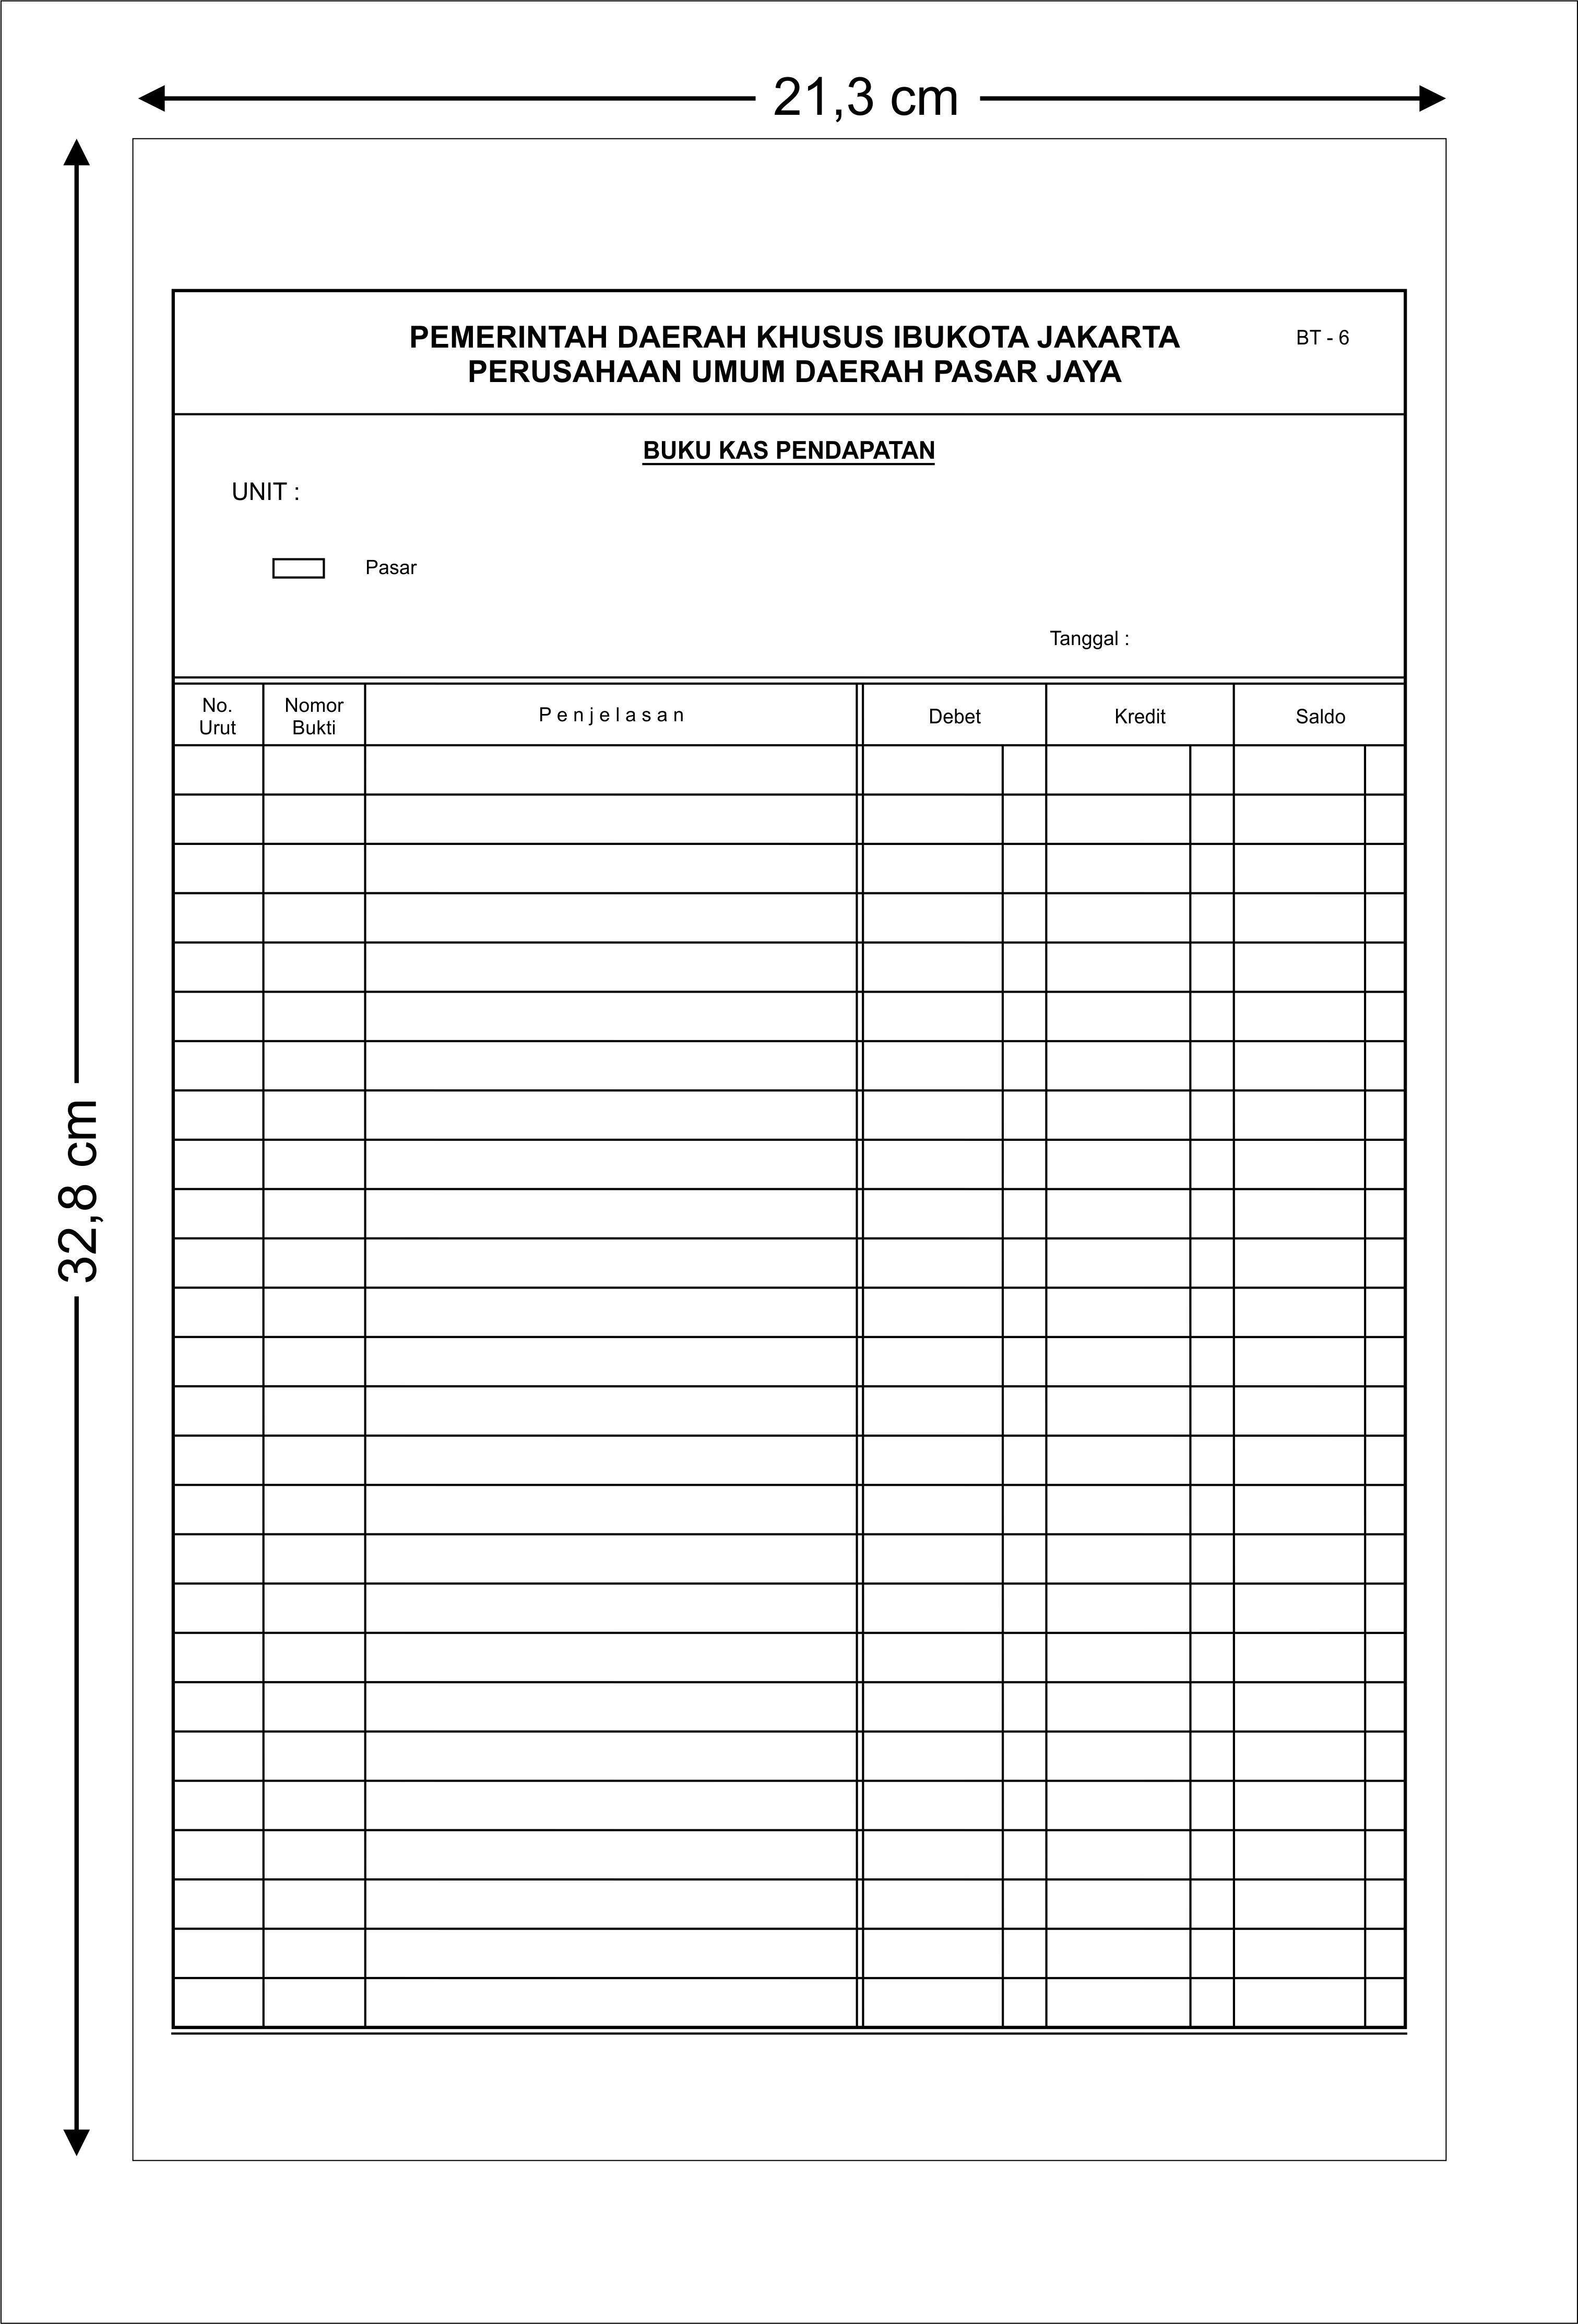 21,3 cm
32,8 cm
PEMERINTAH DAERAH KHUSUS IBUKOTA JAKARTA
BT - 6
PERUSAHAAN UMUM DAERAH PASAR JAYA
BUKU KAS PENDAPATAN
UNIT :
Pasar
Tanggal :
No. Urut
Nomor Bukti
Penjelasan
Debet
Kredit
Saldo